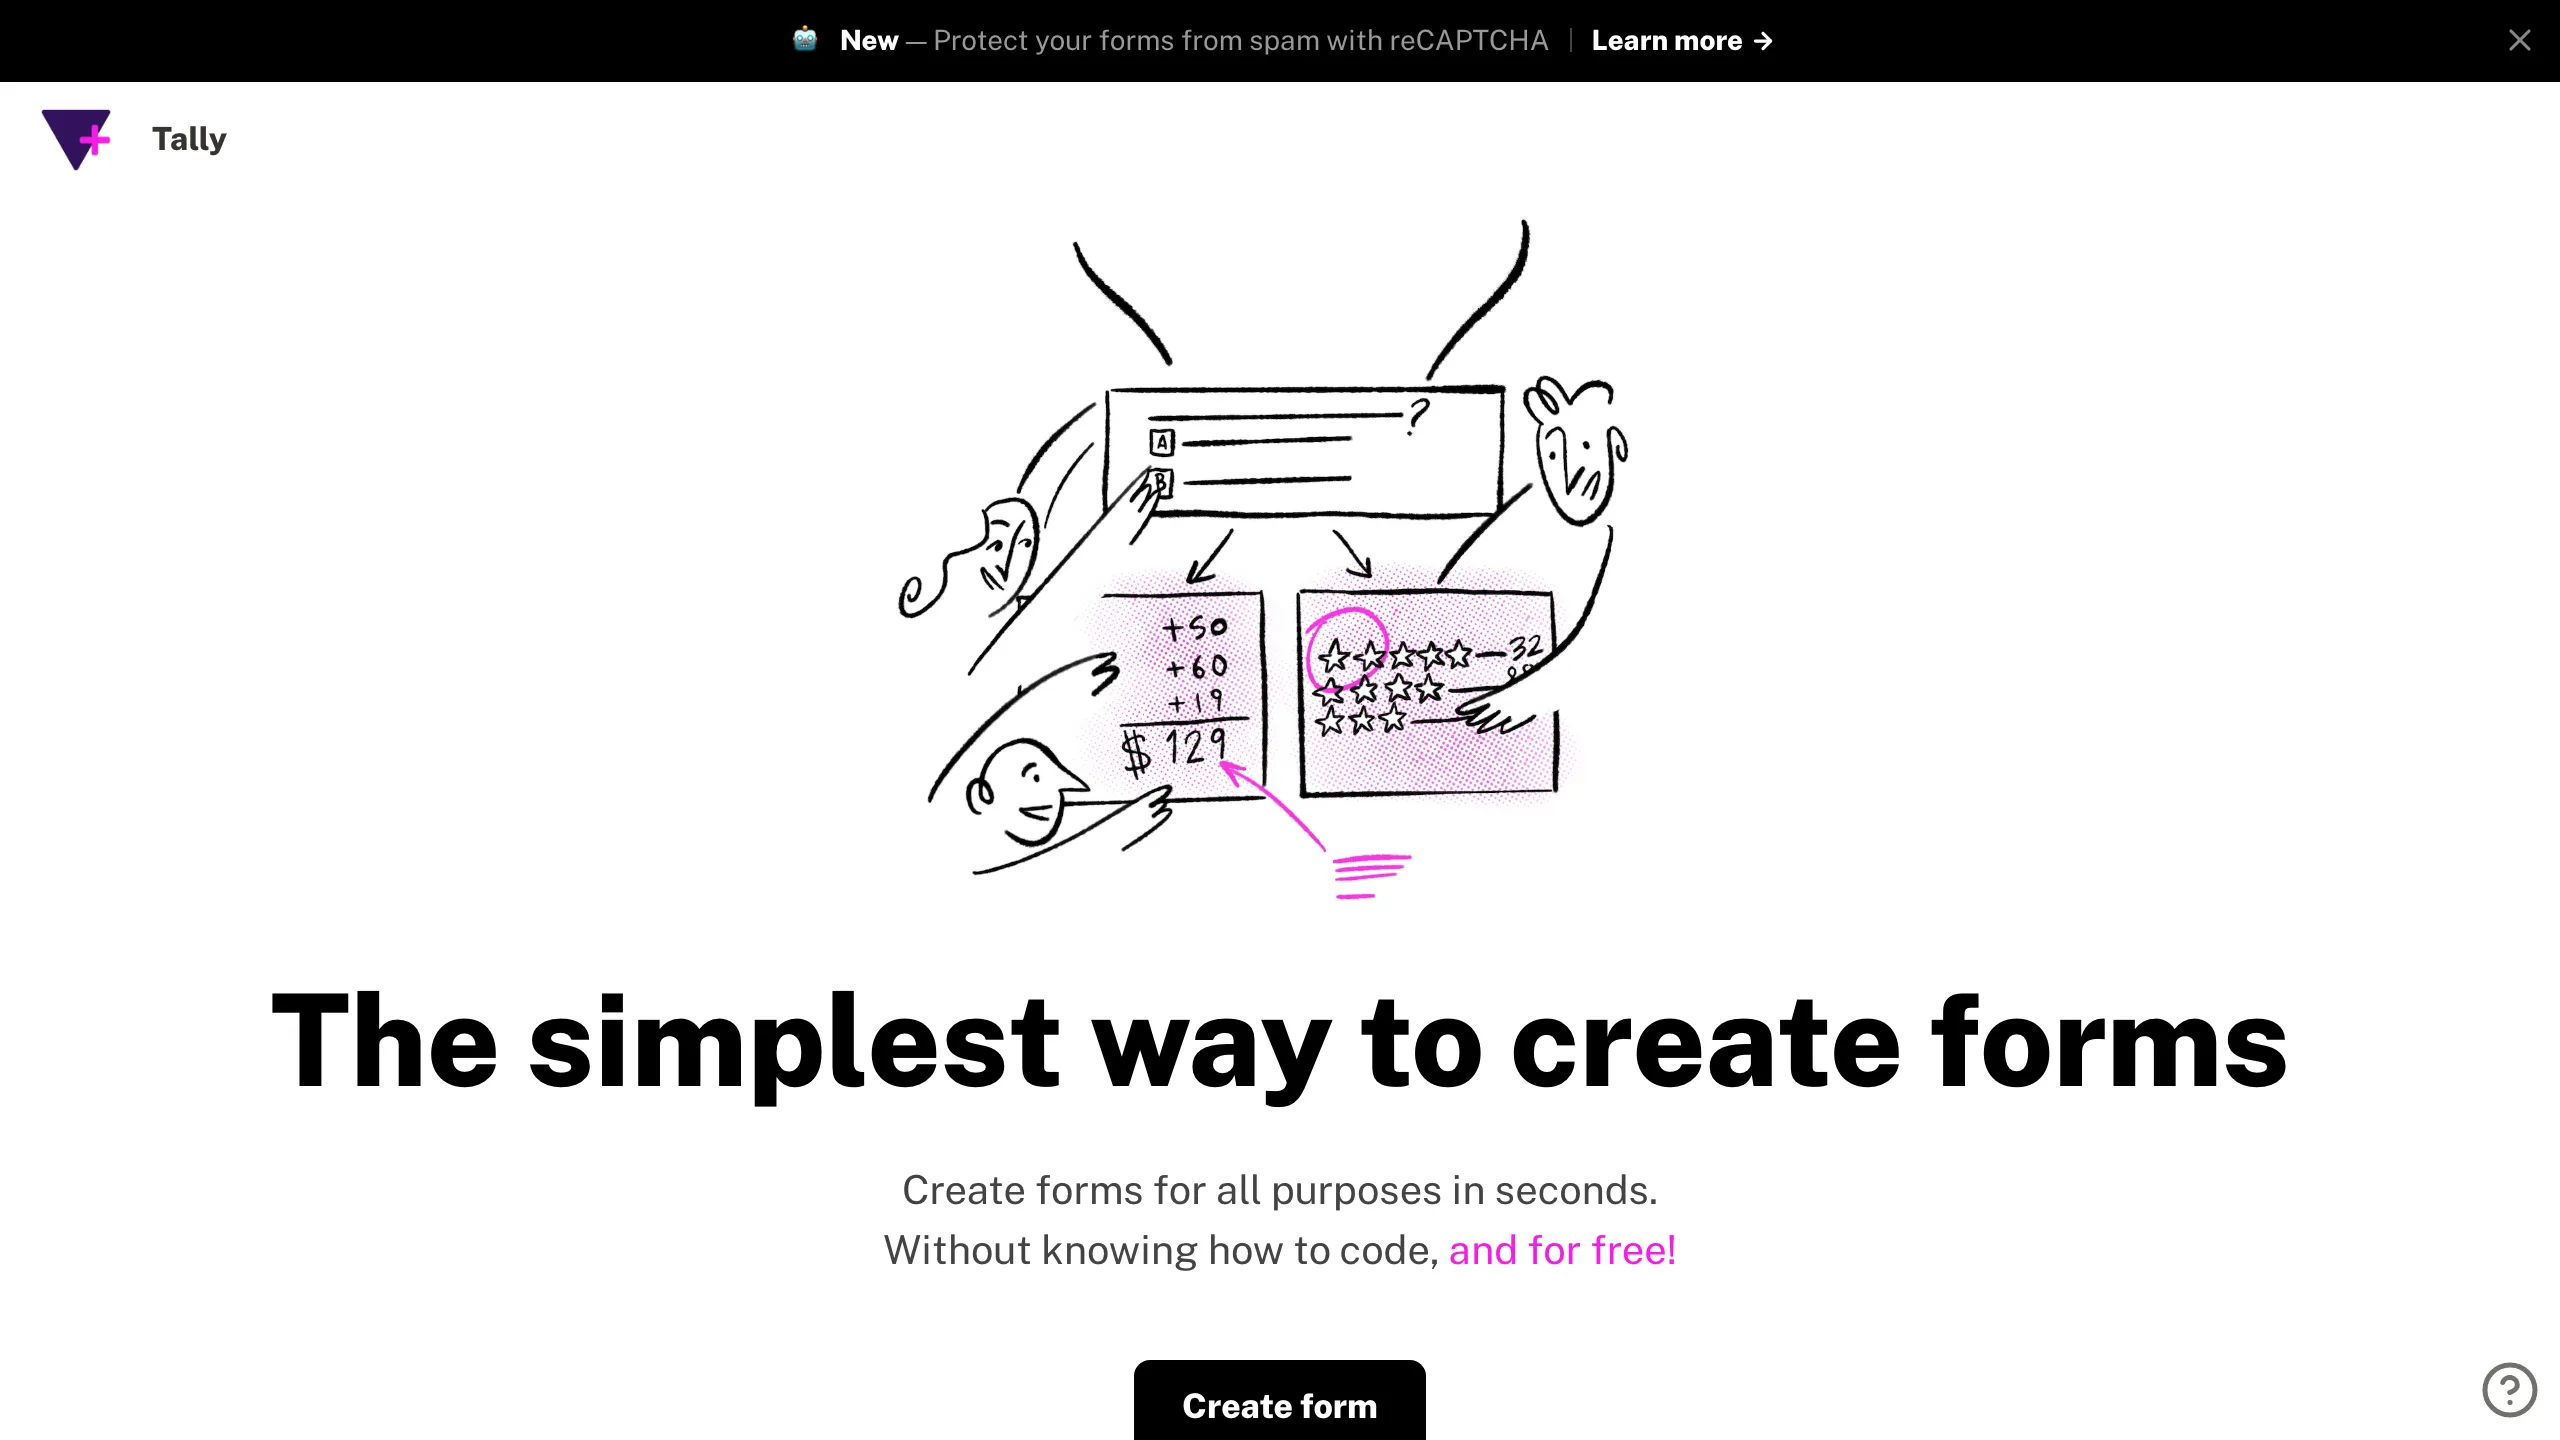 New — Protect your forms from spam with reCAPTCHA | Learn more →
Tally
?
A
B
+50
+60
+19
$ 129
32
The simplest way to create forms
Create forms for all purposes in seconds.
Without knowing how to code, and for free!
Create form
?